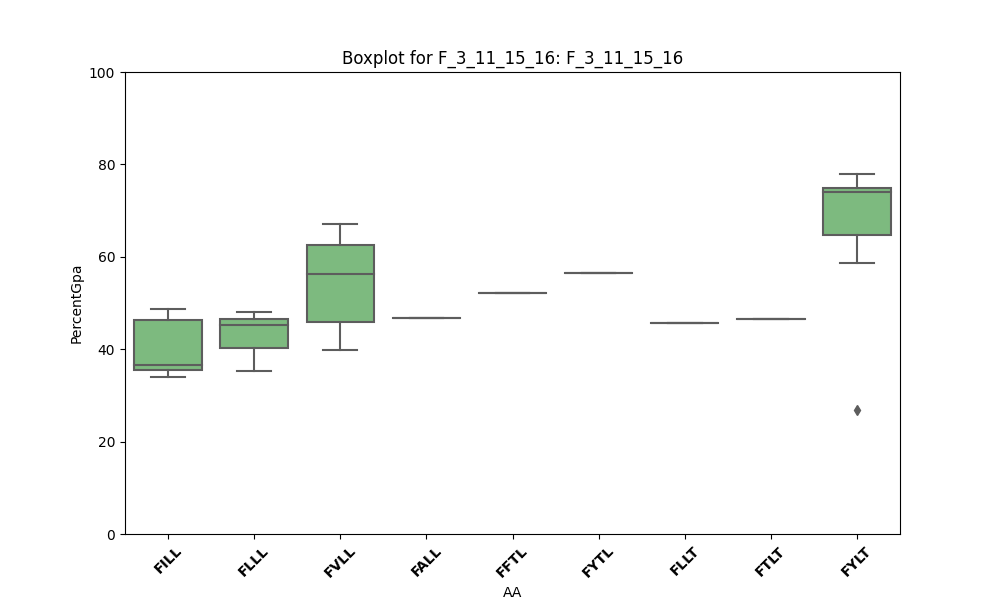 Boxplot for F_3_11_15_16: F_3_11_15_16
100
80
60
40
20
0
PercentGpa
FILL
FLLL
FVLL
FALL
FFTL
FYTL
FLLT
FTLT
FYLT
AA